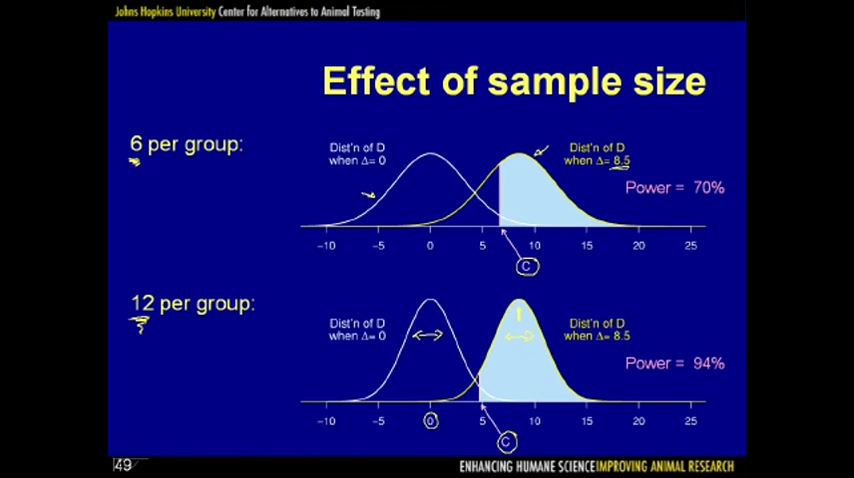 Johns Hopkins University Center for Alternatives to Animal Testing
Effect of sample size
6 per group:
Dist'n of D
when Δ= 0
Dist'n of D
when Δ= 8.5
Power = 70%
−10 −5 0 5 10 15 20 25
C
12 per group:
Dist'n of D
when Δ= 0
Dist'n of D
when Δ= 8.5
Power = 94%
−10 −5 0 5 10 15 20 25
C
49
ENHANCING HUMANE SCIENCE IMPROVING ANIMAL RESEARCH